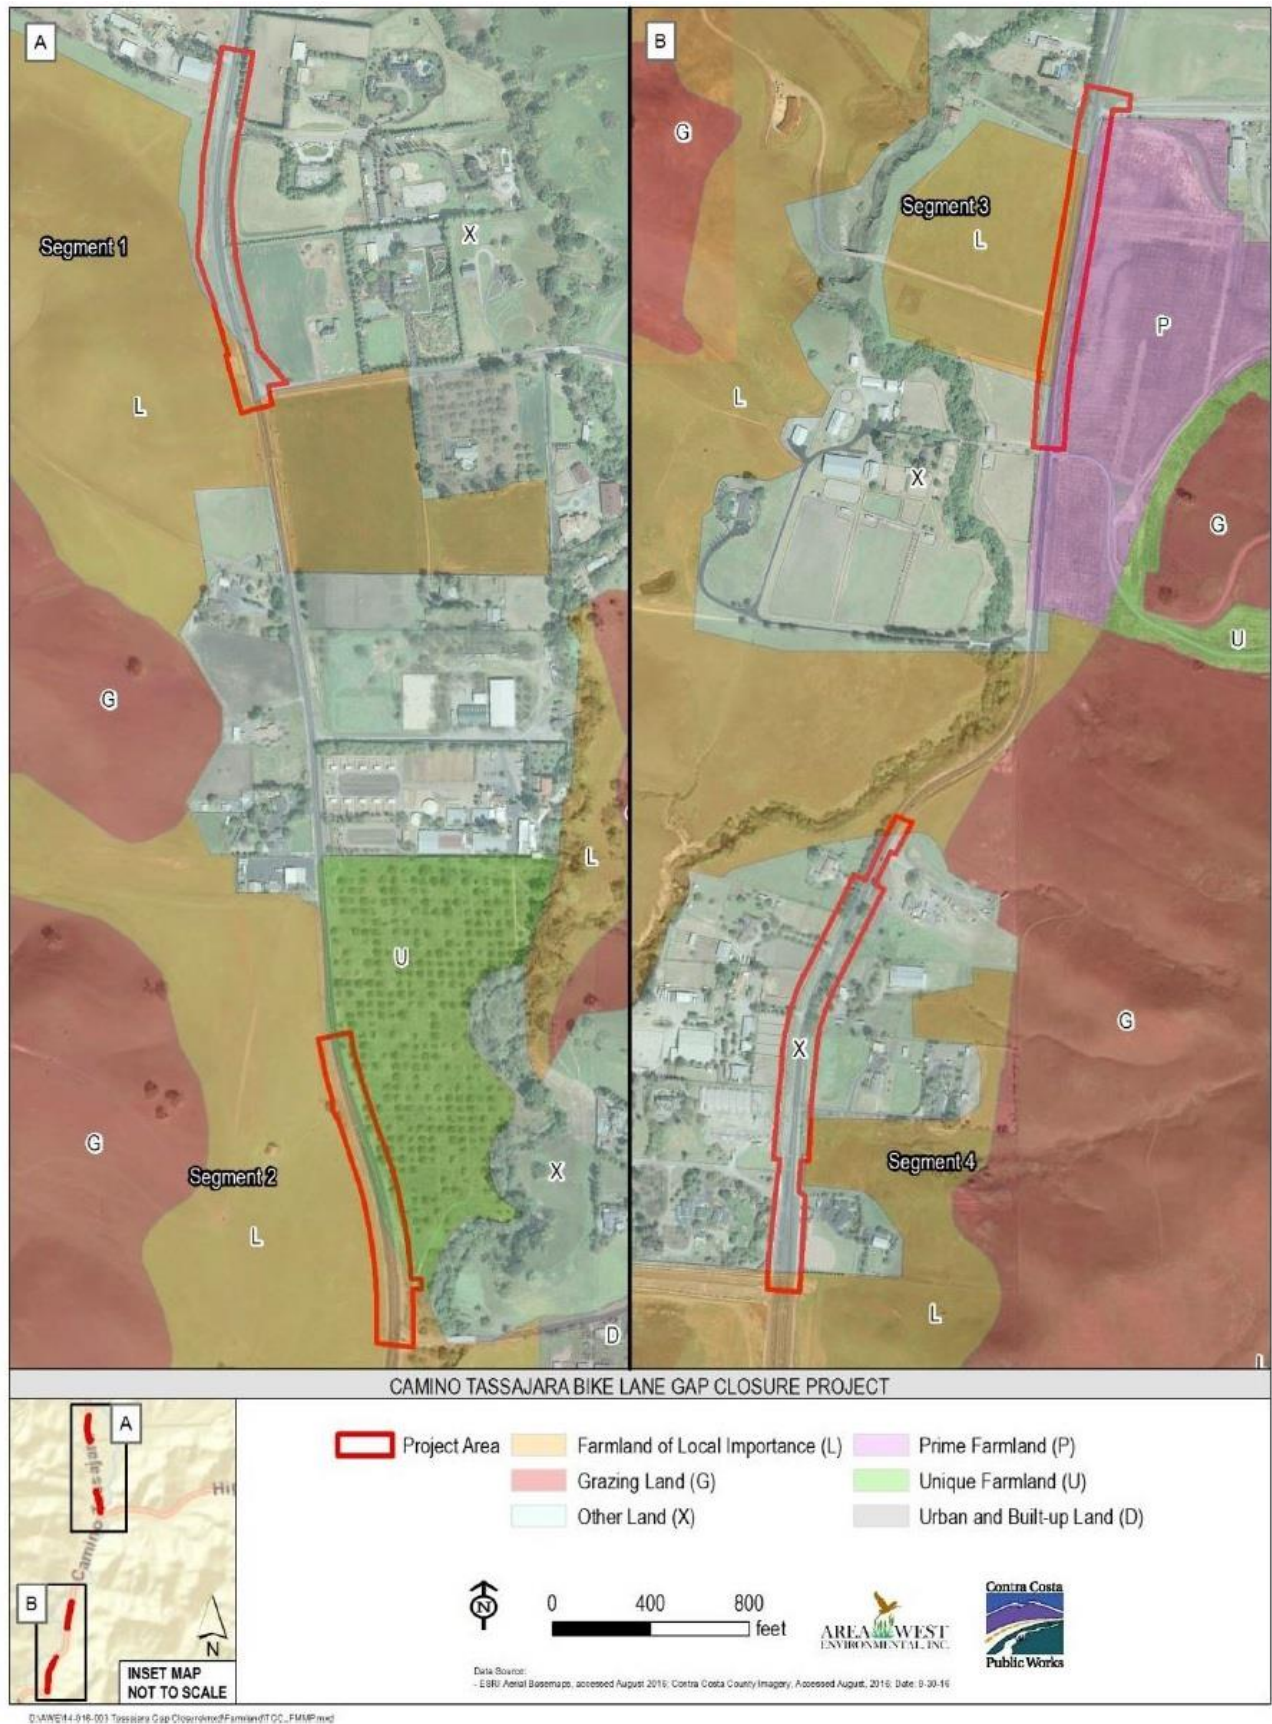 A
B
G
Segment 1
X
Segment 3
L
P
L
L
X
G
G
U
L
U
G
X
G
X
Segment 2
L
Segment 4
L
D
L
CAMINO TASSAJARA BIKE LANE GAP CLOSURE PROJECT
A
B
Camino Tassajar
Project Area
Farmland of Local Importance (L)
Prime Farmland (P)
Grazing Land (G)
Unique Farmland (U)
Other Land (X)
Urban and Built-up Land (D)
N
0 400 800
feet
AREA WEST
ENVIRONMENTAL, INC.
Contra Costa
Public Works
N
INSET MAP
NOT TO SCALE
Data Source:
- ESRI Aerial Basemaps, accessed August 2016; Contra Costa County Imagery, Accessed August, 2016; Date: 9-30-16